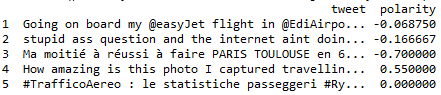 tweet polarity
1 Going on board my @easyJet flight in @EdiAirpo... -0.068750
2 stupid ass question and the internet aint doin... -0.166667
3 Ma moitié à réussi à faire PARIS TOULOUSE en 6... -0.700000
4 How amazing is this photo I captured travellin... 0.550000
5 #TrafficoAereo : le statistiche passeggeri #Ry... 0.000000